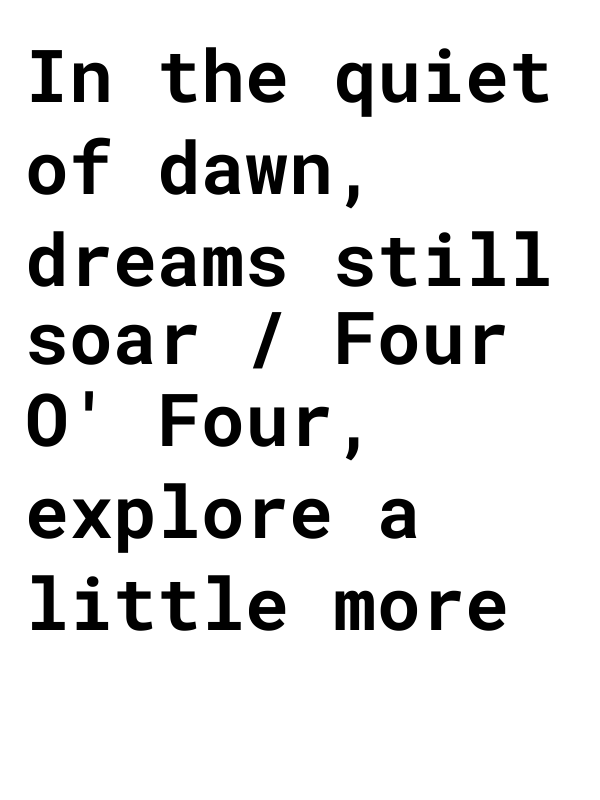 In the quiet
of dawn,
dreams still
soar / Four
O' Four,
explore a
little more